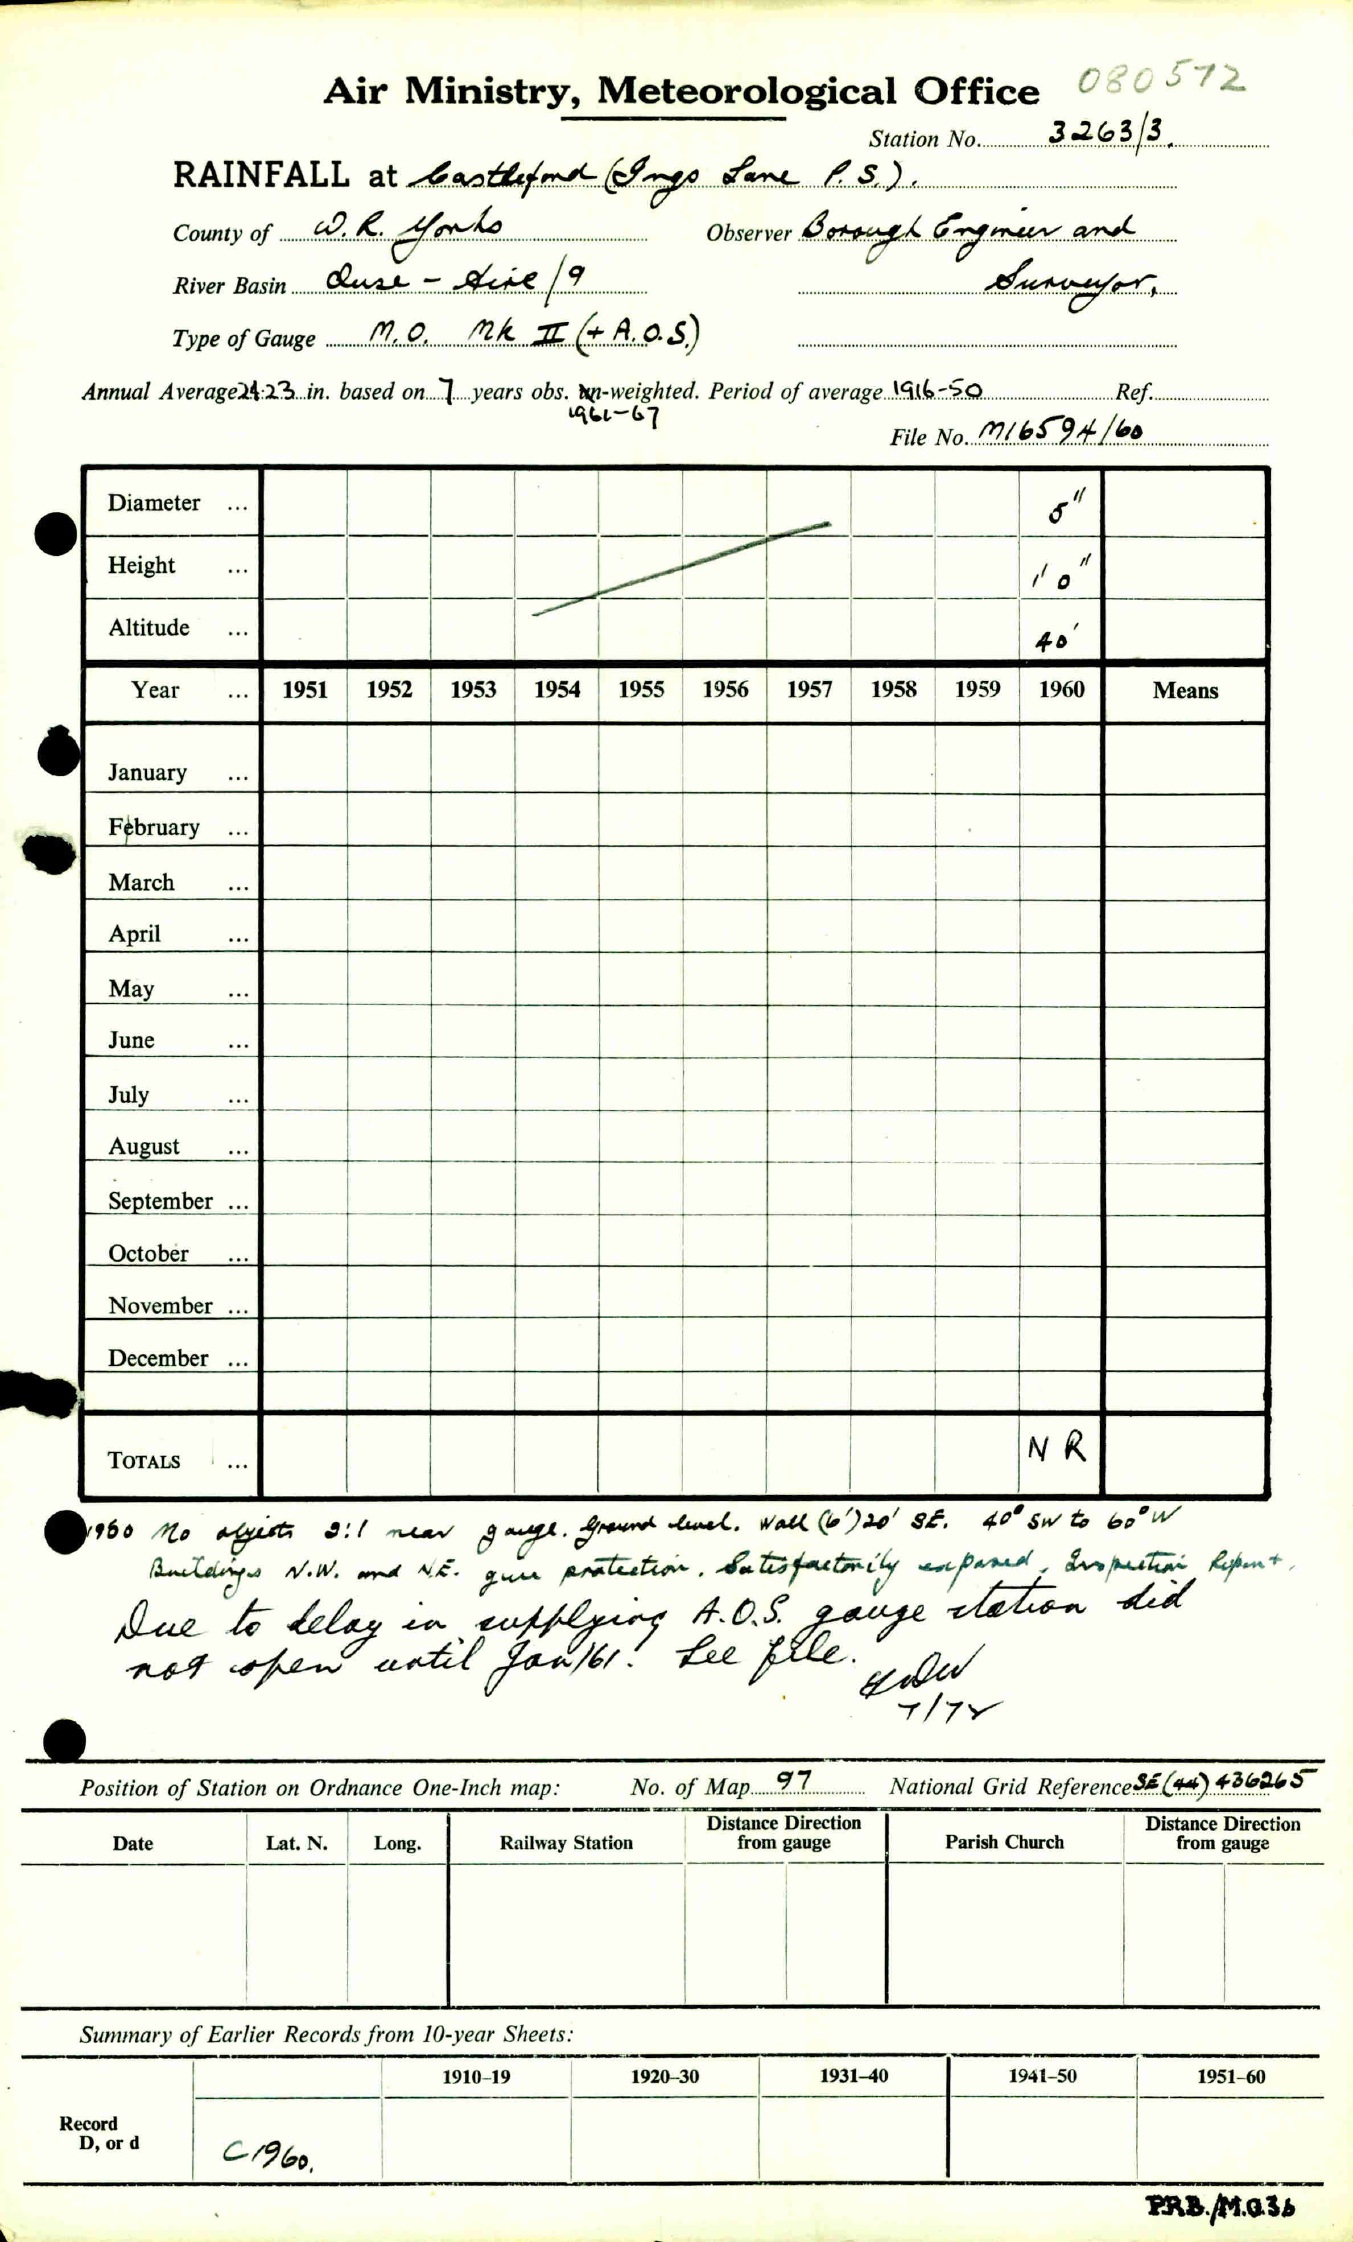 Air Ministry, Meteorological Office 080572
Station No. 3263/3.
RAINFALL at Castleford (Ings Lane P.S.).
County of W.R. Yorks Observer Borough Engineer and
River Basin Ouse - Aire/9 Surveyor,
Type of Gauge M.O. Mk II (+ A.O.S.)
Annual Average 24.23 in. based on 7 years obs. un-weighted. Period of average 1916-50 Ref.
1961-67
File No. M16594/60
Diameter ... 5"
Height ... 1' 0"
Altitude ... 40'
Year ... 1951 1952 1953 1954 1955 1956 1957 1958 1959 1960 Means
January ...
February ...
March ...
April ...
May ...
June ...
July ...
August ...
September ...
October ...
November ...
December ...
TOTALS ... N R
1960 No objects 2:1 near gauge. Ground level. Wall (6') 20' SE. 40° SW to 60° W
Buildings N.W. and N.E. give protection. Satisfactorily exposed. Inspection Report.
Due to delay in supplying A.O.S. gauge station did
not open until Jan/61. See file.
7/72
Position of Station on Ordnance One-Inch map: No. of Map 97 National Grid Reference SE (44) 436265
Date Lat. N. Long. Railway Station Distance Direction from gauge Parish Church Distance Direction from gauge
Summary of Earlier Records from 10-year Sheets:
1910–19 1920–30 1931–40 1941–50 1951–60
Record
D, or d
C1960.
P.R.B./M.O.36